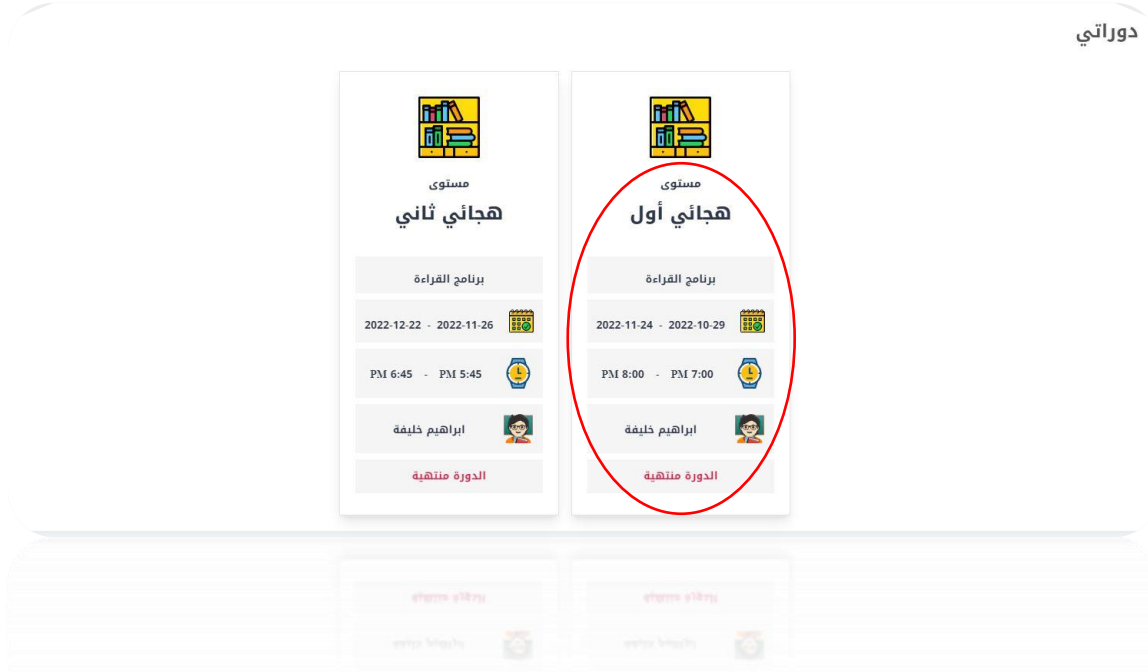 دوراتي
مستوى
هجائي أول
برنامج القراءة
2022-11-24 - 2022-10-29
PM 8:00 - PM 7:00
ابراهيم خليفة
الدورة منتهية
مستوى
هجائي ثاني
برنامج القراءة
2022-12-22 - 2022-11-26
PM 6:45 - PM 5:45
ابراهيم خليفة
الدورة منتهية